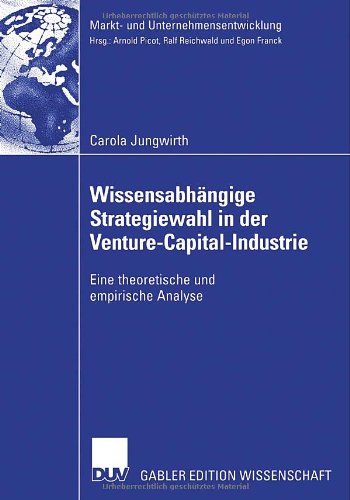 Urheberrechtlich geschütztes Material
Markt- und Unternehmensentwicklung
Hrsg.: Arnold Picot, Ralf Reichwald und Egon Franck
Carola Jungwirth
Wissensabhängige
Strategiewahl in der
Venture-Capital-Industrie
Eine theoretische und
empirische Analyse
DUV
GABLER EDITION WISSENSCHAFT
Urheberrechtlich geschütztes Material